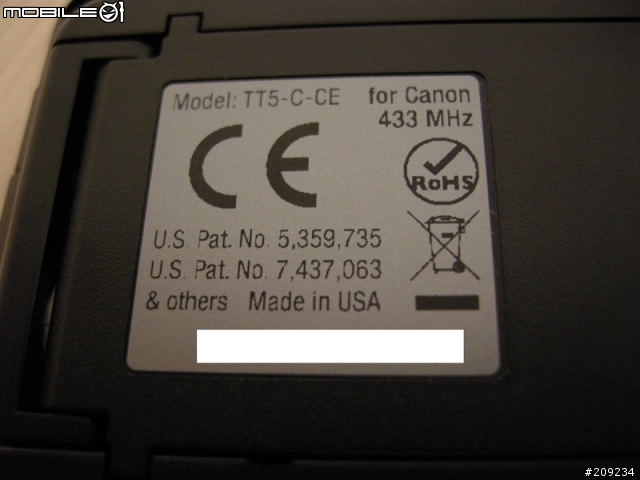 MOBILE01
Model: TT5-C-CE for Canon
433 MHz
CE
RoHS
U.S. Pat. No. 5,359,735
U.S. Pat. No. 7,437,063
& others Made in USA
#209234